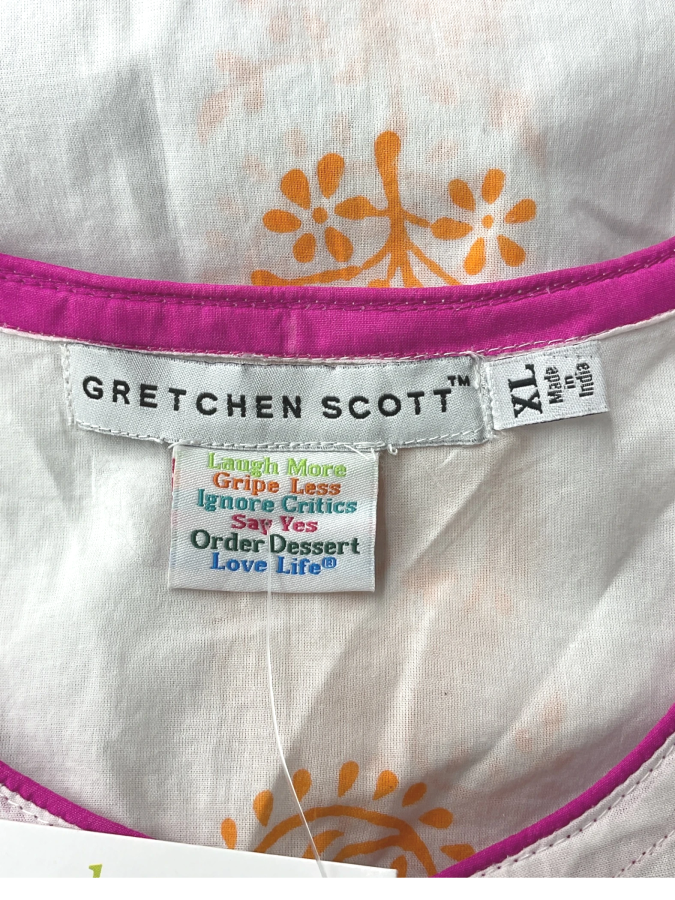 GRETCHEN SCOTT™
XL
Made
in
India
Laugh More
Gripe Less
Ignore Critics
Say Yes
Order Dessert
Love Life®